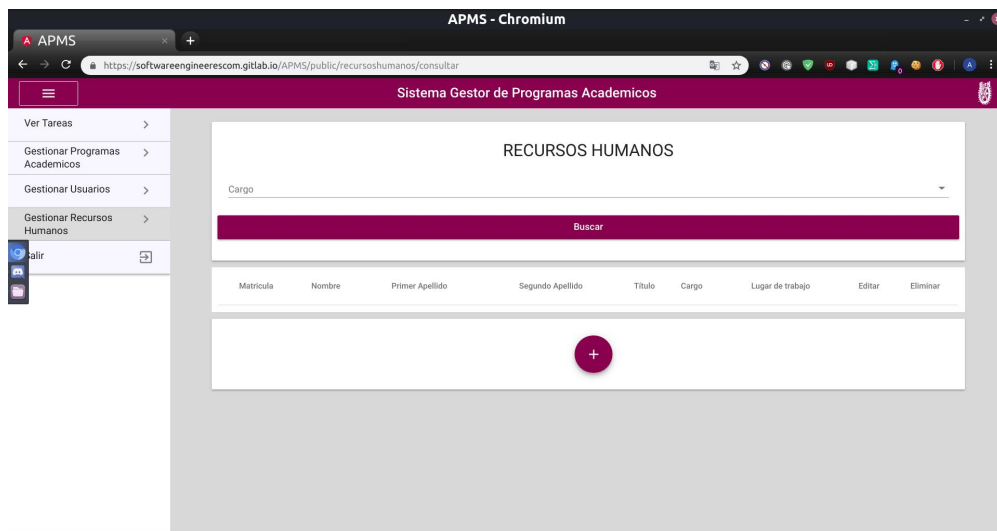 APMS - Chromium
APMS
https://softwareengineerescom.gitlab.io/APMS/public/recursoshumanos/consultar
Sistema Gestor de Programas Academicos
Ver Tareas
Gestionar Programas
Academicos
Gestionar Usuarios
Gestionar Recursos
Humanos
Salir
RECURSOS HUMANOS
Cargo
Buscar
Matricula Nombre Primer Apellido Segundo Apellido Título Cargo Lugar de trabajo Editar Eliminar
+